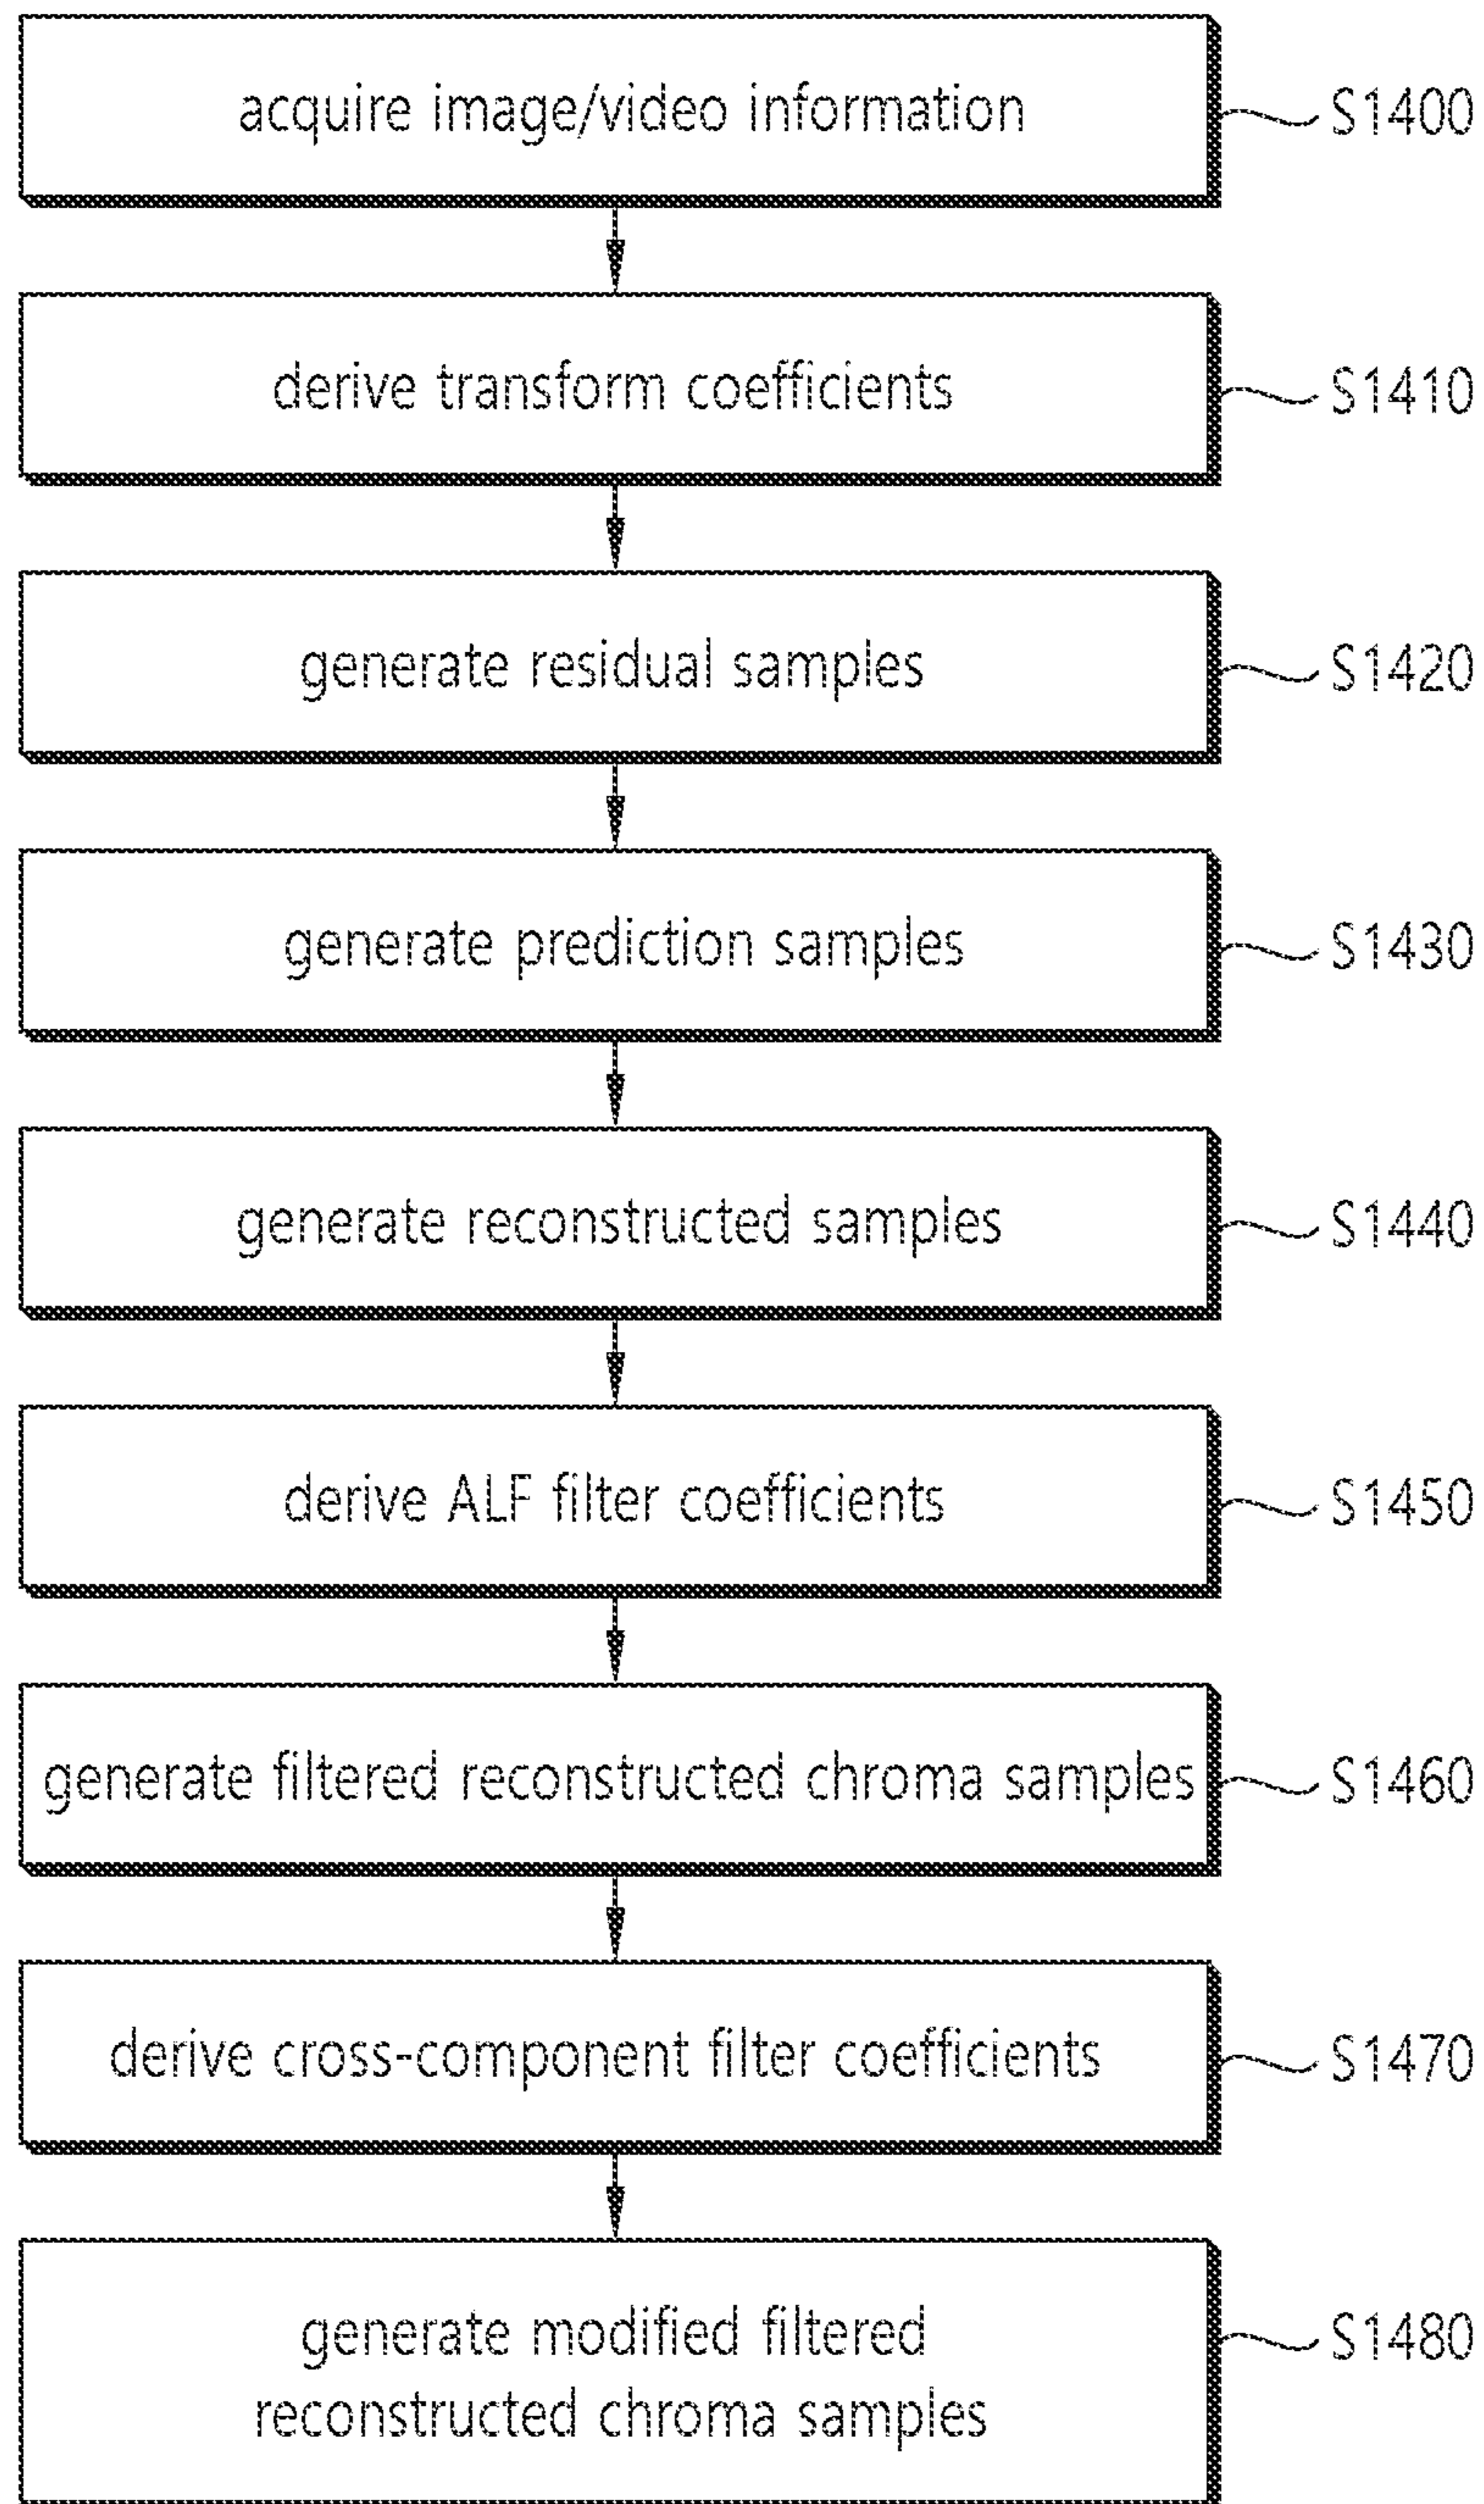 acquire image/video information
S1400
derive transform coefficients
S1410
generate residual samples
S1420
generate prediction samples
S1430
generate reconstructed samples
S1440
derive ALF filter coefficients
S1450
generate filtered reconstructed chroma samples
S1460
derive cross-component filter coefficients
S1470
generate modified filtered
reconstructed chroma samples
S1480